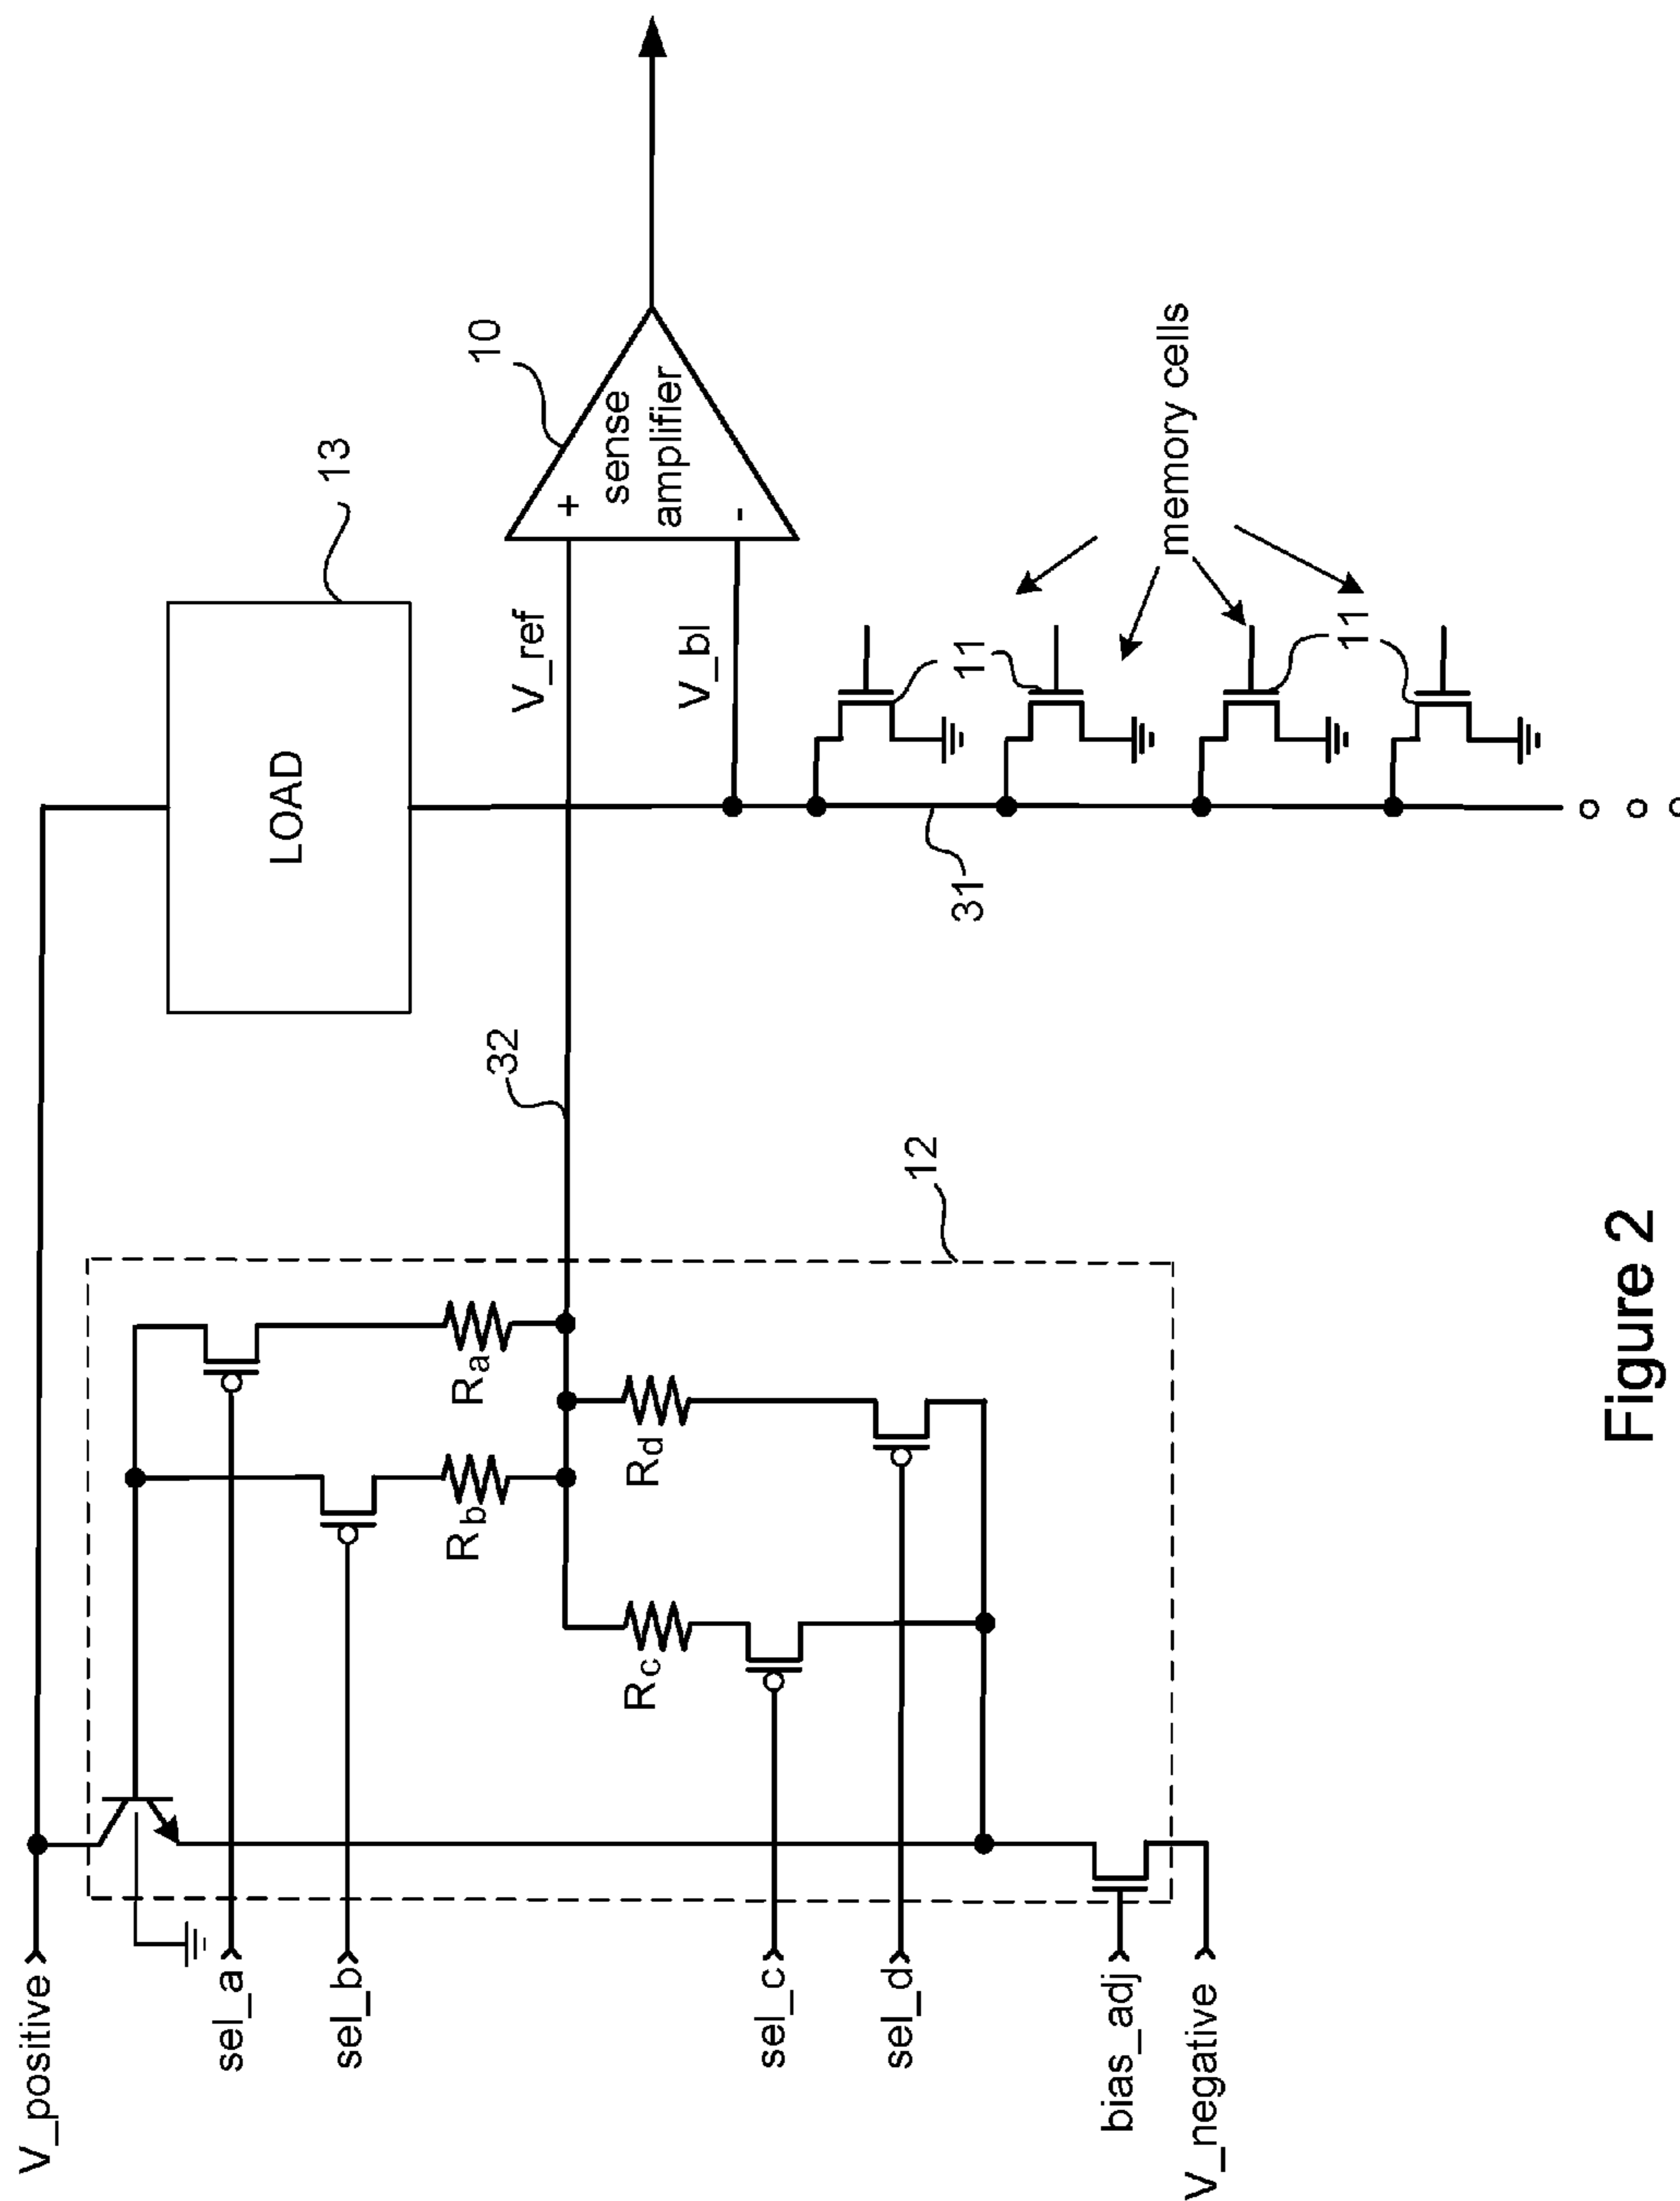 V_positive
sel_a
sel_b
sel_c
sel_d
bias_adj
V_negative
Ra
Rb
Rc
Rd
12
32
LOAD
13
V_ref
V_bl
+
-
sense
amplifier
10
31
11
11
memory cells
Figure 2